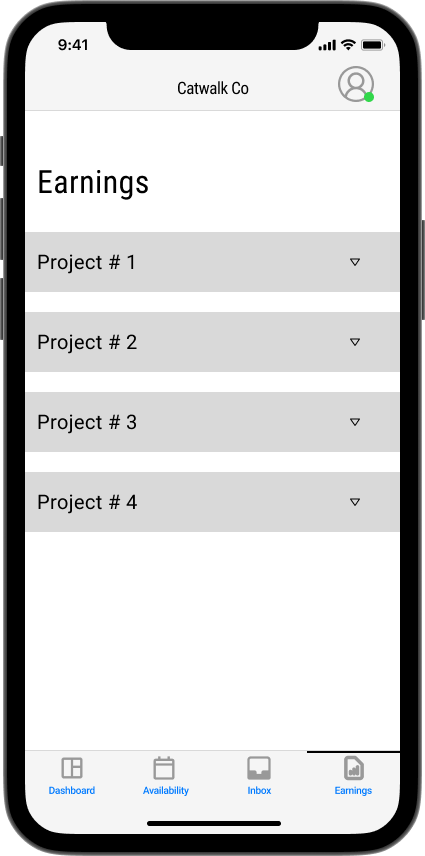 9:41
Catwalk Co
Earnings
Project # 1
Project # 2
Project # 3
Project # 4
Dashboard Availability Inbox Earnings